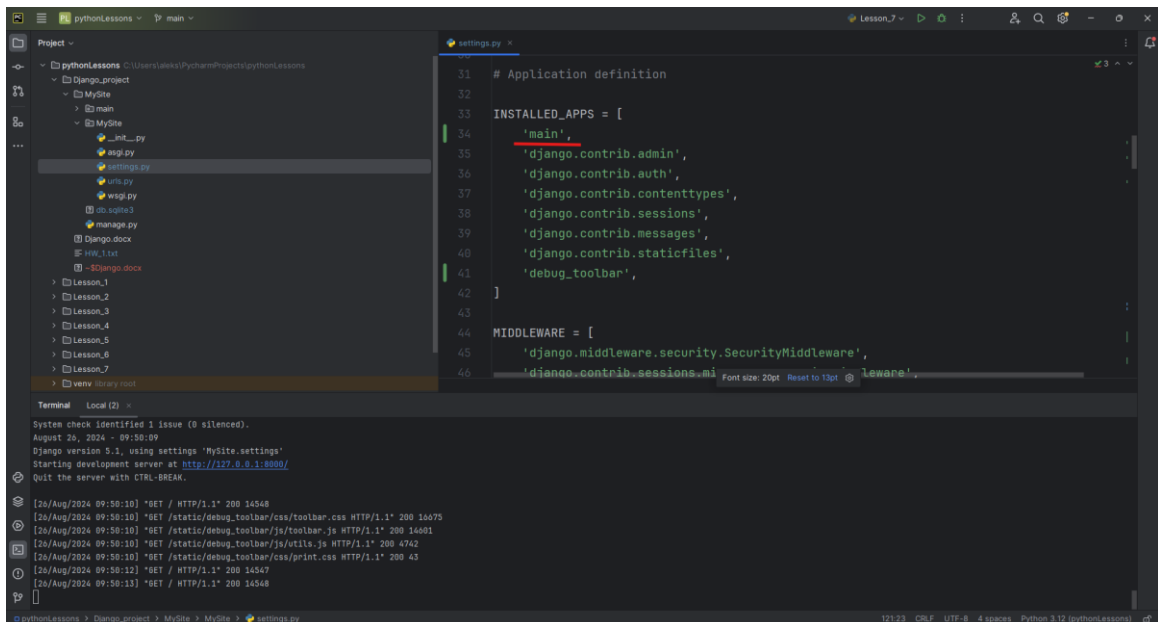 PC PL pythonLessons main Lesson_7
Project
settings.py
pythonLessons C:\Users\aleks\PycharmProjects\pythonLessons
Django_project
MySite
main
MySite
__init__.py
asgi.py
settings.py
urls.py
wsgi.py
db.sqlite3
manage.py
Django.docx
HW_1.txt
~$Django.docx
Lesson_1
Lesson_2
Lesson_3
Lesson_4
Lesson_5
Lesson_6
Lesson_7
venv library root
3
31 # Application definition
32
33 INSTALLED_APPS = [
34 'main',
35 'django.contrib.admin',
36 'django.contrib.auth',
37 'django.contrib.contenttypes',
38 'django.contrib.sessions',
39 'django.contrib.messages',
40 'django.contrib.staticfiles',
41 'debug_toolbar',
42 ]
43
44 MIDDLEWARE = [
45 'django.middleware.security.SecurityMiddleware',
46 'django.contrib.sessions.mi leware',
Font size: 20pt Reset to 13pt
Terminal Local (2)
System check identified 1 issue (0 silenced).
August 26, 2024 - 09:50:09
Django version 5.1, using settings 'MySite.settings'
Starting development server at http://127.0.0.1:8000/
Quit the server with CTRL-BREAK.
[26/Aug/2024 09:50:10] "GET / HTTP/1.1" 200 14548
[26/Aug/2024 09:50:10] "GET /static/debug_toolbar/css/toolbar.css HTTP/1.1" 200 16675
[26/Aug/2024 09:50:10] "GET /static/debug_toolbar/js/toolbar.js HTTP/1.1" 200 14601
[26/Aug/2024 09:50:10] "GET /static/debug_toolbar/js/utils.js HTTP/1.1" 200 4742
[26/Aug/2024 09:50:10] "GET /static/debug_toolbar/css/print.css HTTP/1.1" 200 43
[26/Aug/2024 09:50:12] "GET / HTTP/1.1" 200 14547
[26/Aug/2024 09:50:13] "GET / HTTP/1.1" 200 14548
pythonLessons > Django_project > MySite > MySite > settings.py 121:23 CRLF UTF-8 4 spaces Python 3.12 (pythonLessons)